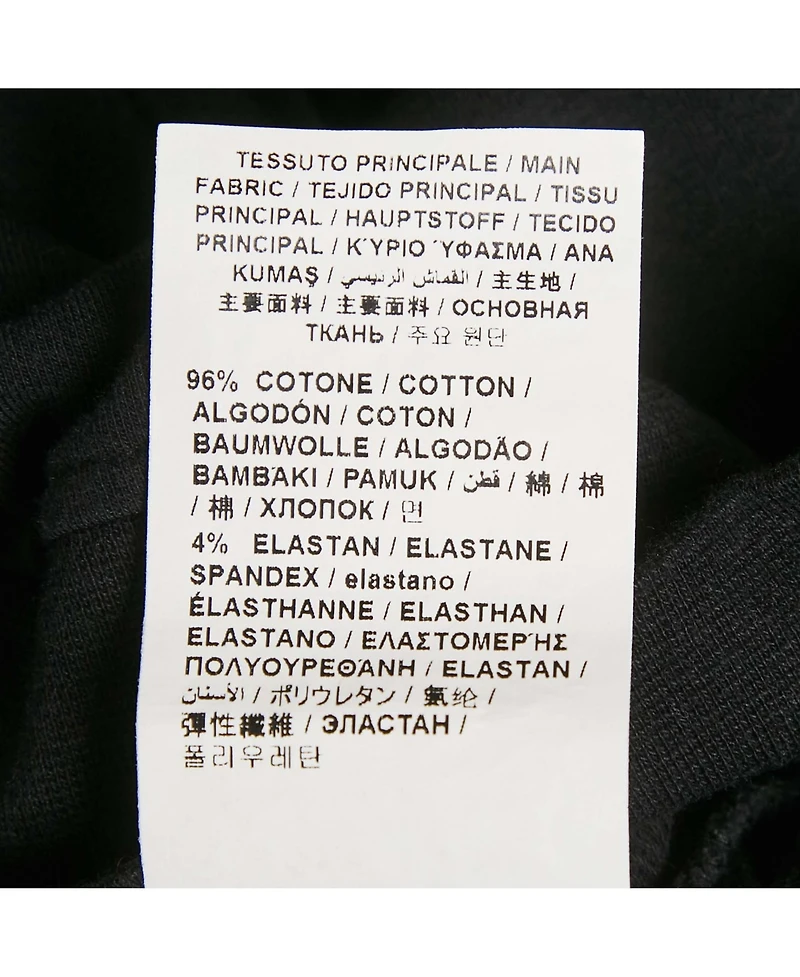 TESSUTO PRINCIPALE / MAIN
FABRIC / TEJIDO PRINCIPAL / TISSU
PRINCIPAL / HAUPTSTOFF / TECIDO
PRINCIPAL / ΚΎΡΙΟ ΎΦΑΣΜΑ / ANA
KUMAŞ / القماش الرئيسي / 主生地 /
主要面料 / 主要面料 / ОСНОВНАЯ
ТКАНЬ / 주요 원단
96% COTONE / COTTON /
ALGODÓN / COTON /
BAUMWOLLE / ALGODÃO /
ΒΑΜΒΆΚΙ / PAMUK / قطن / 綿 / 棉
/ 棉 / ХЛОПОК / 면
4% ELASTAN / ELASTANE /
SPANDEX / elastano /
ÉLASTHANNE / ELASTHAN /
ELASTANO / ΕΛΑΣΤΟΜΕΡΉΣ
ΠΟΛΥΟΥΡΕΘΆΝΗ / ELASTAN /
الأسنان / ポリウレタン / 氨纶 /
彈性纖維 / ЭЛАСТАН /
폴리우레탄